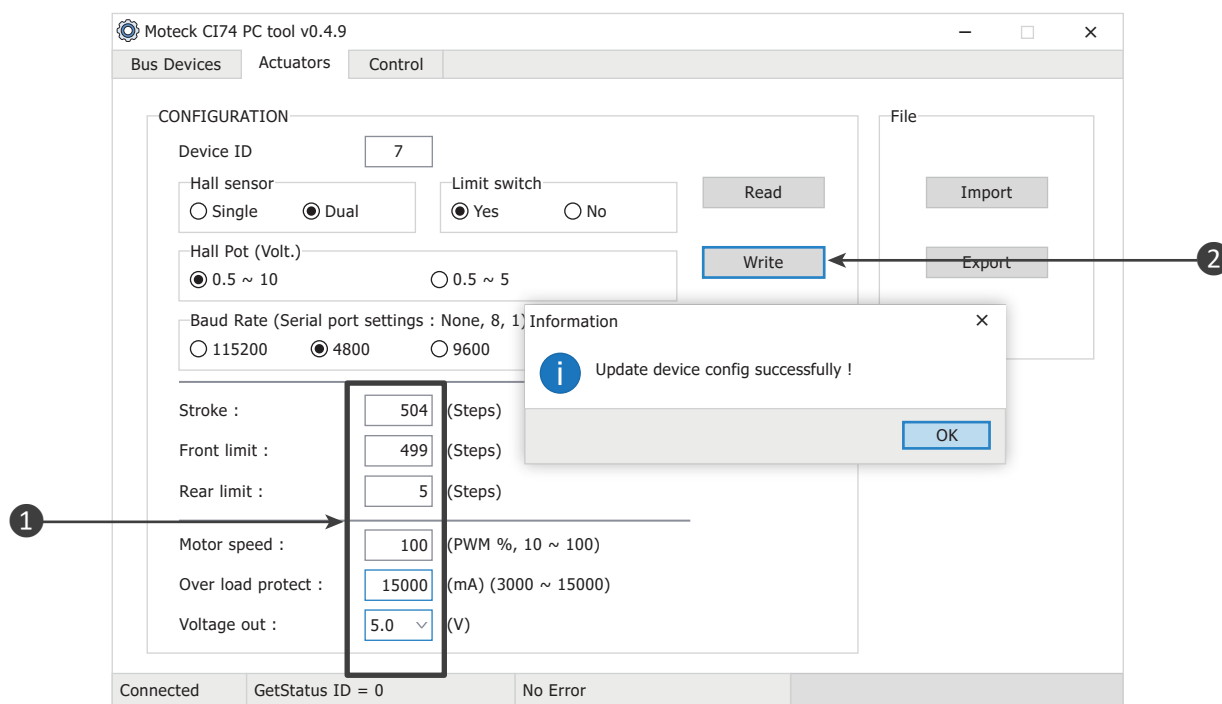 Moteck CI74 PC tool v0.4.9
Bus Devices Actuators Control
CONFIGURATION
File
Device ID 7
Hall sensor
Single Dual
Limit switch
Yes No
Read
Import
Hall Pot (Volt.)
0.5 ~ 10 0.5 ~ 5
Write
Export
2
Baud Rate (Serial port settings : None, 8, 1)
115200 4800 9600
Information
Update device config successfully !
OK
Stroke : 504 (Steps)
Front limit : 499 (Steps)
Rear limit : 5 (Steps)
1
Motor speed : 100 (PWM %, 10 ~ 100)
Over load protect : 15000 (mA) (3000 ~ 15000)
Voltage out : 5.0 (V)
Connected GetStatus ID = 0 No Error